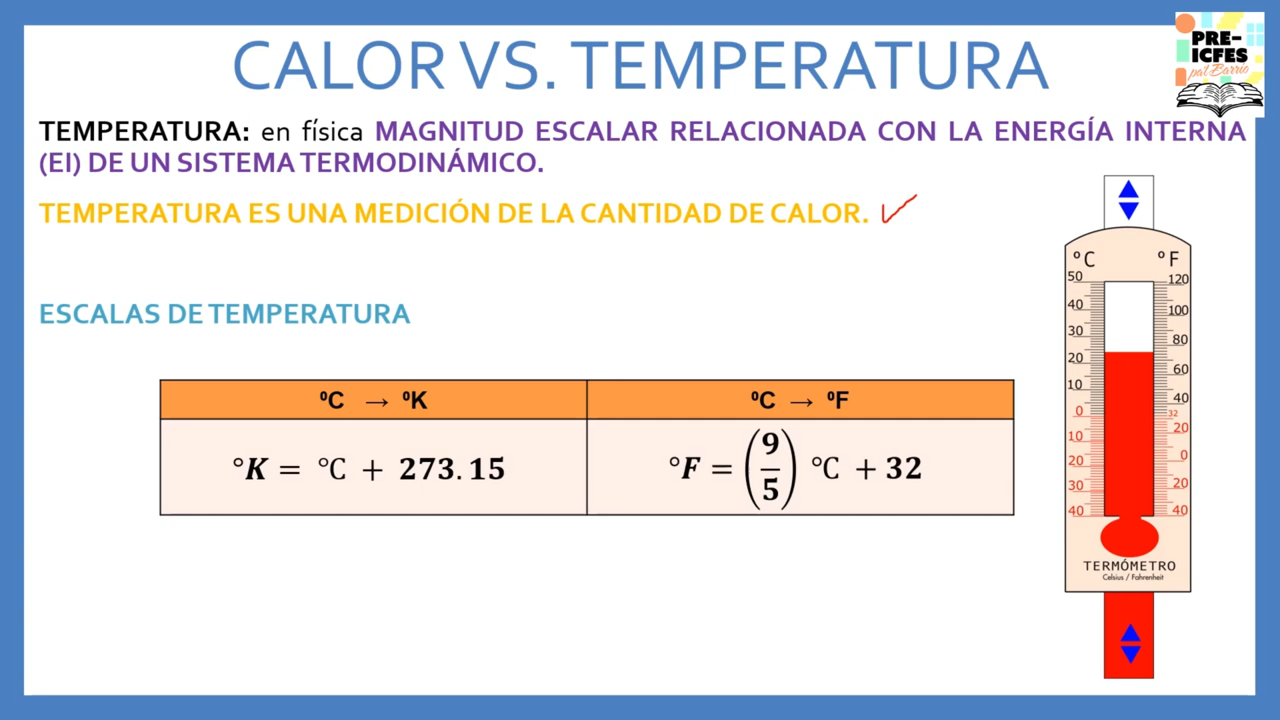 CALOR VS. TEMPERATURA
PRE-
ICFES
pa'l Barrio
TEMPERATURA: en física MAGNITUD ESCALAR RELACIONADA CON LA ENERGÍA INTERNA
(EI) DE UN SISTEMA TERMODINÁMICO.
TEMPERATURA ES UNA MEDICIÓN DE LA CANTIDAD DE CALOR.
ESCALAS DE TEMPERATURA
ºC → ºK
ºC → ºF
°K = ℃ + 273.15
°F = (9/5) ℃ + 32
ºC ºF
50 120
40 100
30 80
20 60
10 40
0 32
10 20
20 0
30 20
40 40
TERMÓMETRO
Celsius / Fahrenheit